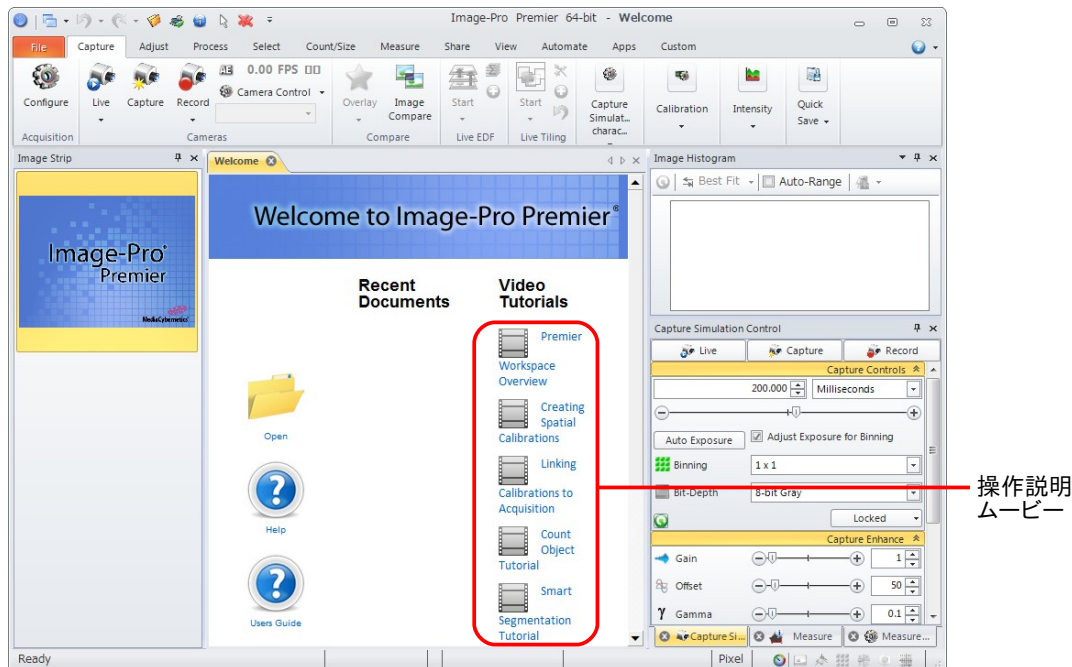 Image-Pro Premier 64-bit - Welcome
File Capture Adjust Process Select Count/Size Measure Share View Automate Apps Custom
0.00 FPS
Camera Control
Configure Live Capture Record
Overlay Image Compare
Start Start
Capture Simulat... charac...
Calibration Intensity Quick Save
Acquisition Cameras Compare Live EDF Live Tiling
Image Strip
Image-Pro®
Premier
MediaCybernetics®
Welcome
Welcome to Image-Pro Premier®
Recent Documents
Open
Help
Users Guide
Video Tutorials
Premier Workspace Overview
Creating Spatial Calibrations
Linking Calibrations to Acquisition
Count Object Tutorial
Smart Segmentation Tutorial
Image Histogram
Best Fit Auto-Range
Capture Simulation Control
Live Capture Record
Capture Controls
200.000 Milliseconds
Auto Exposure Adjust Exposure for Binning
Binning 1 x 1
Bit-Depth 8-bit Gray
Locked
Capture Enhance
Gain 1
Offset 50
γ Gamma 0.1
Capture Si... Measure Measure...
Ready Pixel
操作説明
ムービー